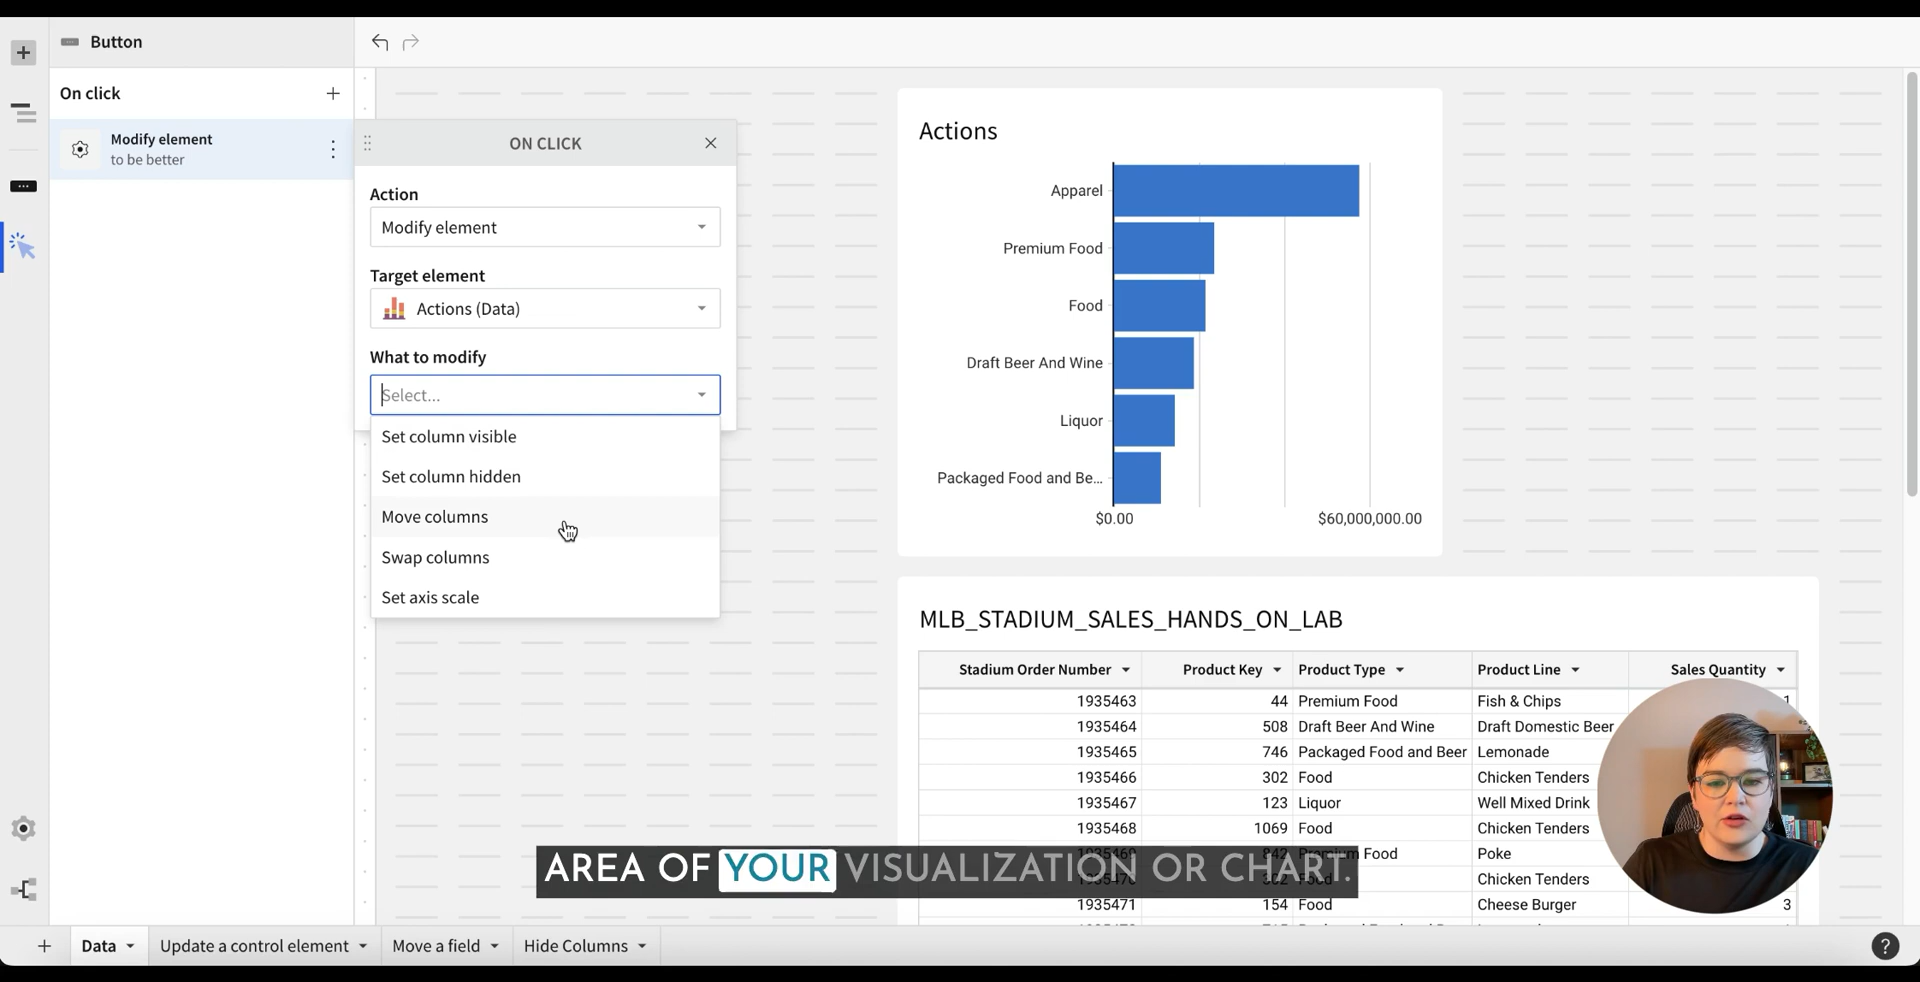 Button
On click
Modify element
to be better
ON CLICK
Action
Modify element
Target element
Actions (Data)
What to modify
Select...
Set column visible
Set column hidden
Move columns
Swap columns
Set axis scale
Actions
Apparel
Premium Food
Food
Draft Beer And Wine
Liquor
Packaged Food and Be...
$0.00 $60,000,000.00
MLB_STADIUM_SALES_HANDS_ON_LAB
Stadium Order Number Product Key Product Type Product Line Sales Quantity
1935463 44 Premium Food Fish & Chips 1
1935464 508 Draft Beer And Wine Draft Domestic Beer
1935465 746 Packaged Food and Beer Lemonade
1935466 302 Food Chicken Tenders
1935467 123 Liquor Well Mixed Drink
1935468 1069 Food Chicken Tenders
1935469 842 Premium Food Poke
Food Chicken Tenders
1935471 154 Food Cheese Burger 3
AREA OF YOUR VISUALIZATION OR CHART.
Data Update a control element Move a field Hide Columns